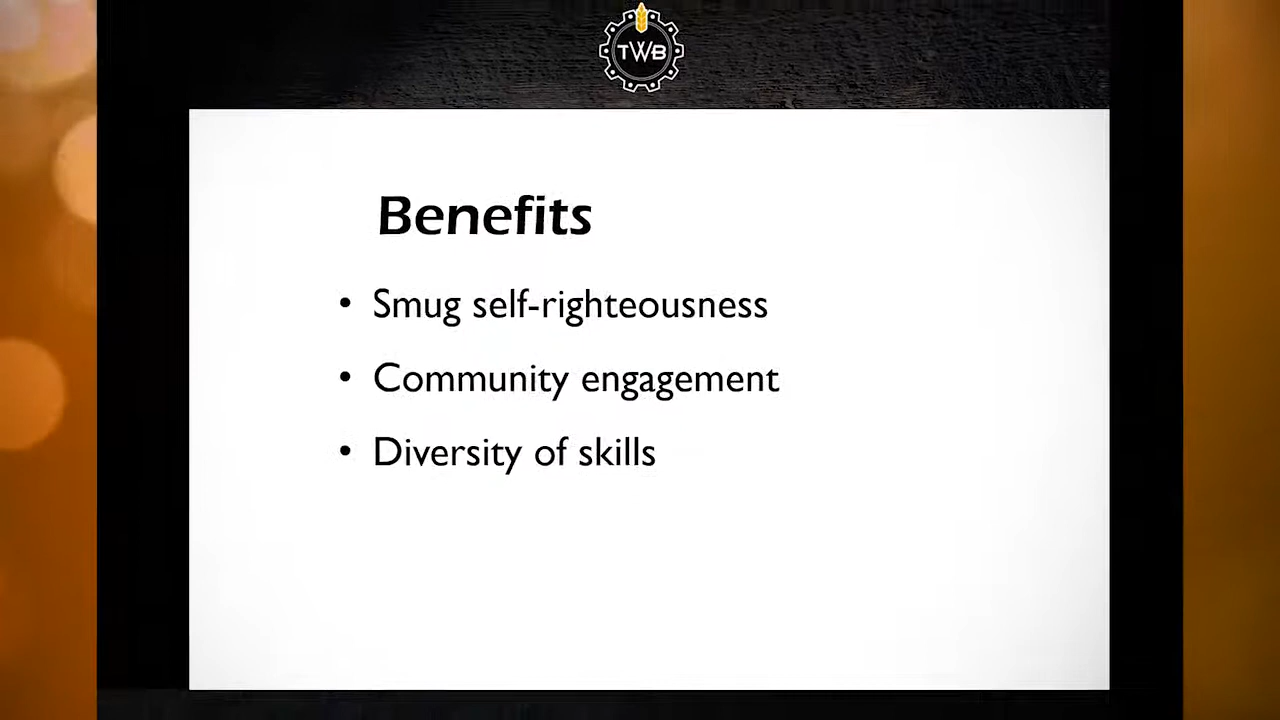 TWB
Benefits
• Smug self-righteousness
• Community engagement
• Diversity of skills